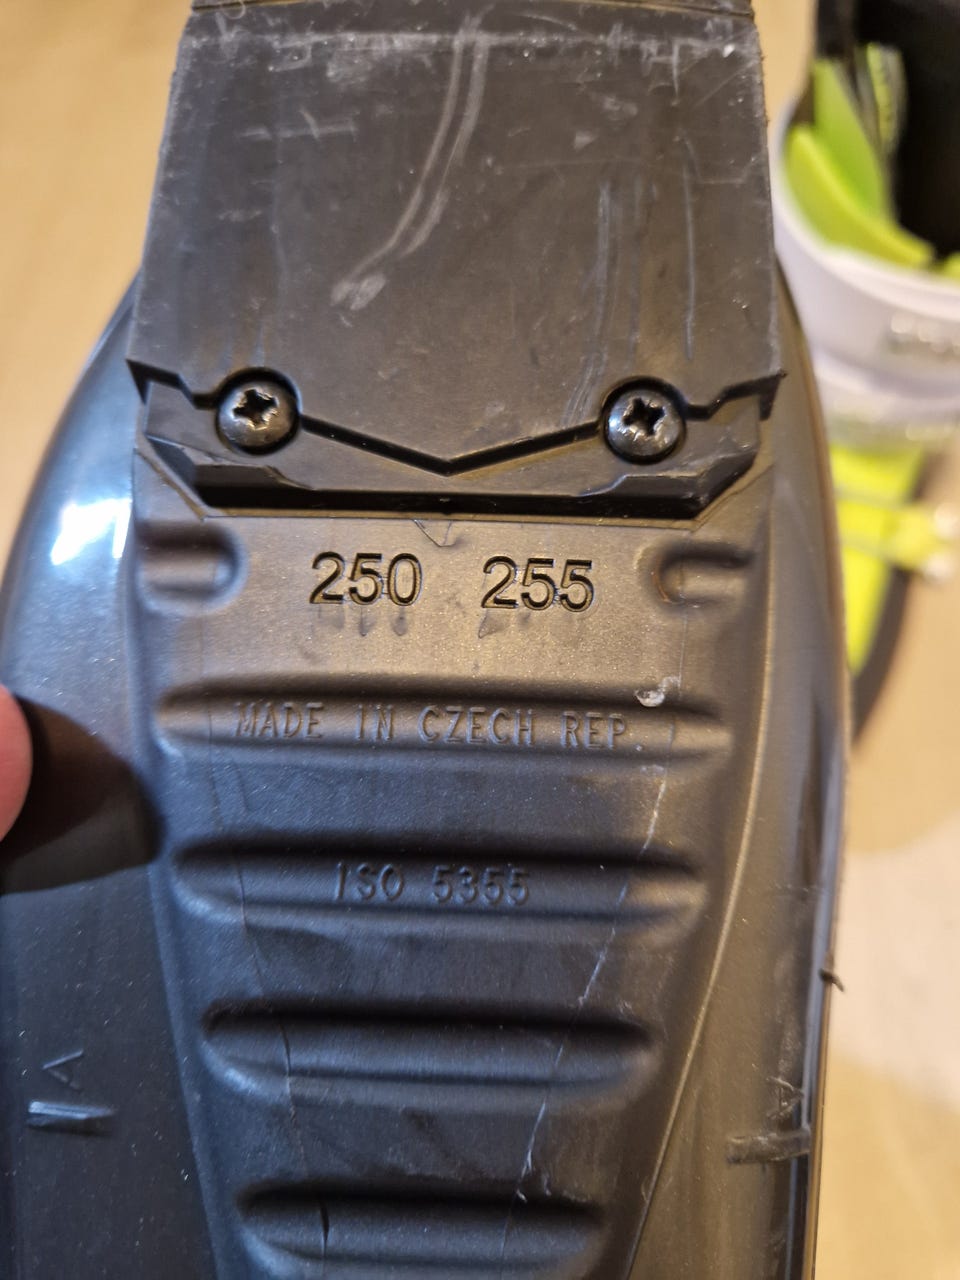 250 255
MADE IN CZECH REP.
ISO 5355